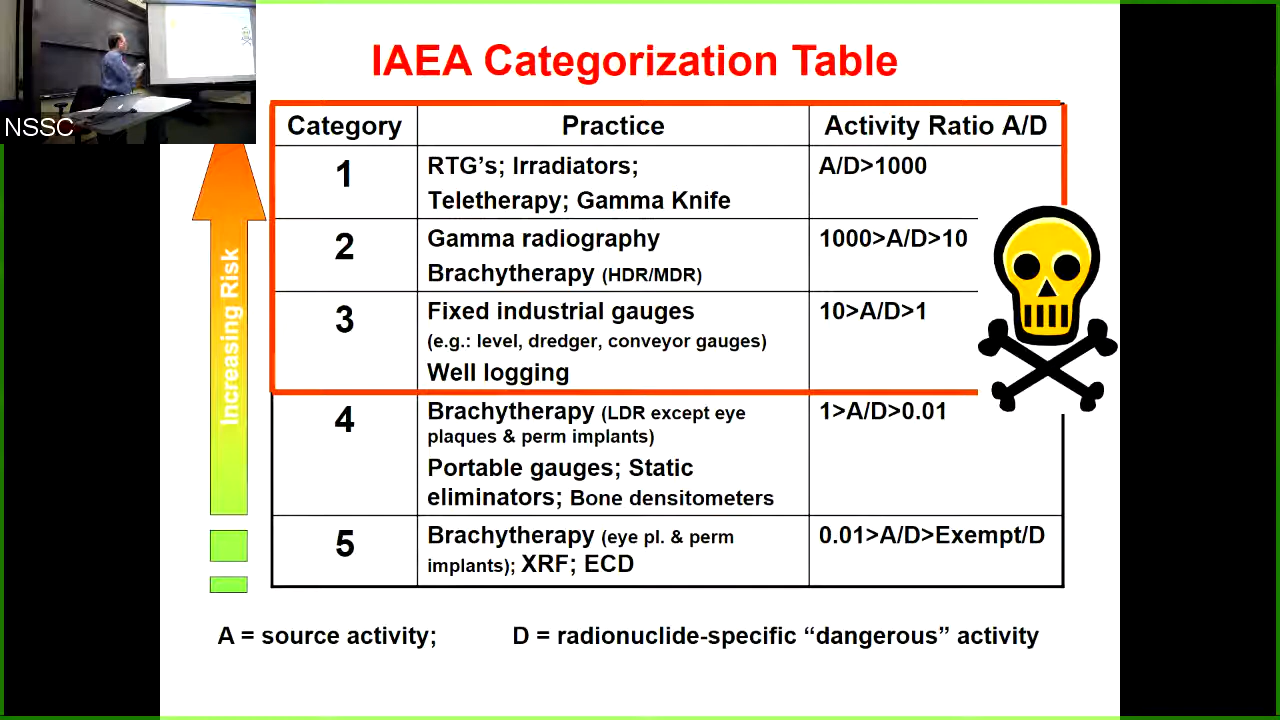 IAEA Categorization Table
NSSC
Category Practice Activity Ratio A/D
1 RTG's; Irradiators; A/D>1000
Teletherapy; Gamma Knife
2 Gamma radiography 1000>A/D>10
Brachytherapy (HDR/MDR)
3 Fixed industrial gauges 10>A/D>1
(e.g.: level, dredger, conveyor gauges)
Well logging
4 Brachytherapy (LDR except eye 1>A/D>0.01
plaques & perm implants)
Portable gauges; Static
eliminators; Bone densitometers
5 Brachytherapy (eye pl. & perm 0.01>A/D>Exempt/D
implants); XRF; ECD
Increasing Risk
A = source activity; D = radionuclide-specific “dangerous” activity